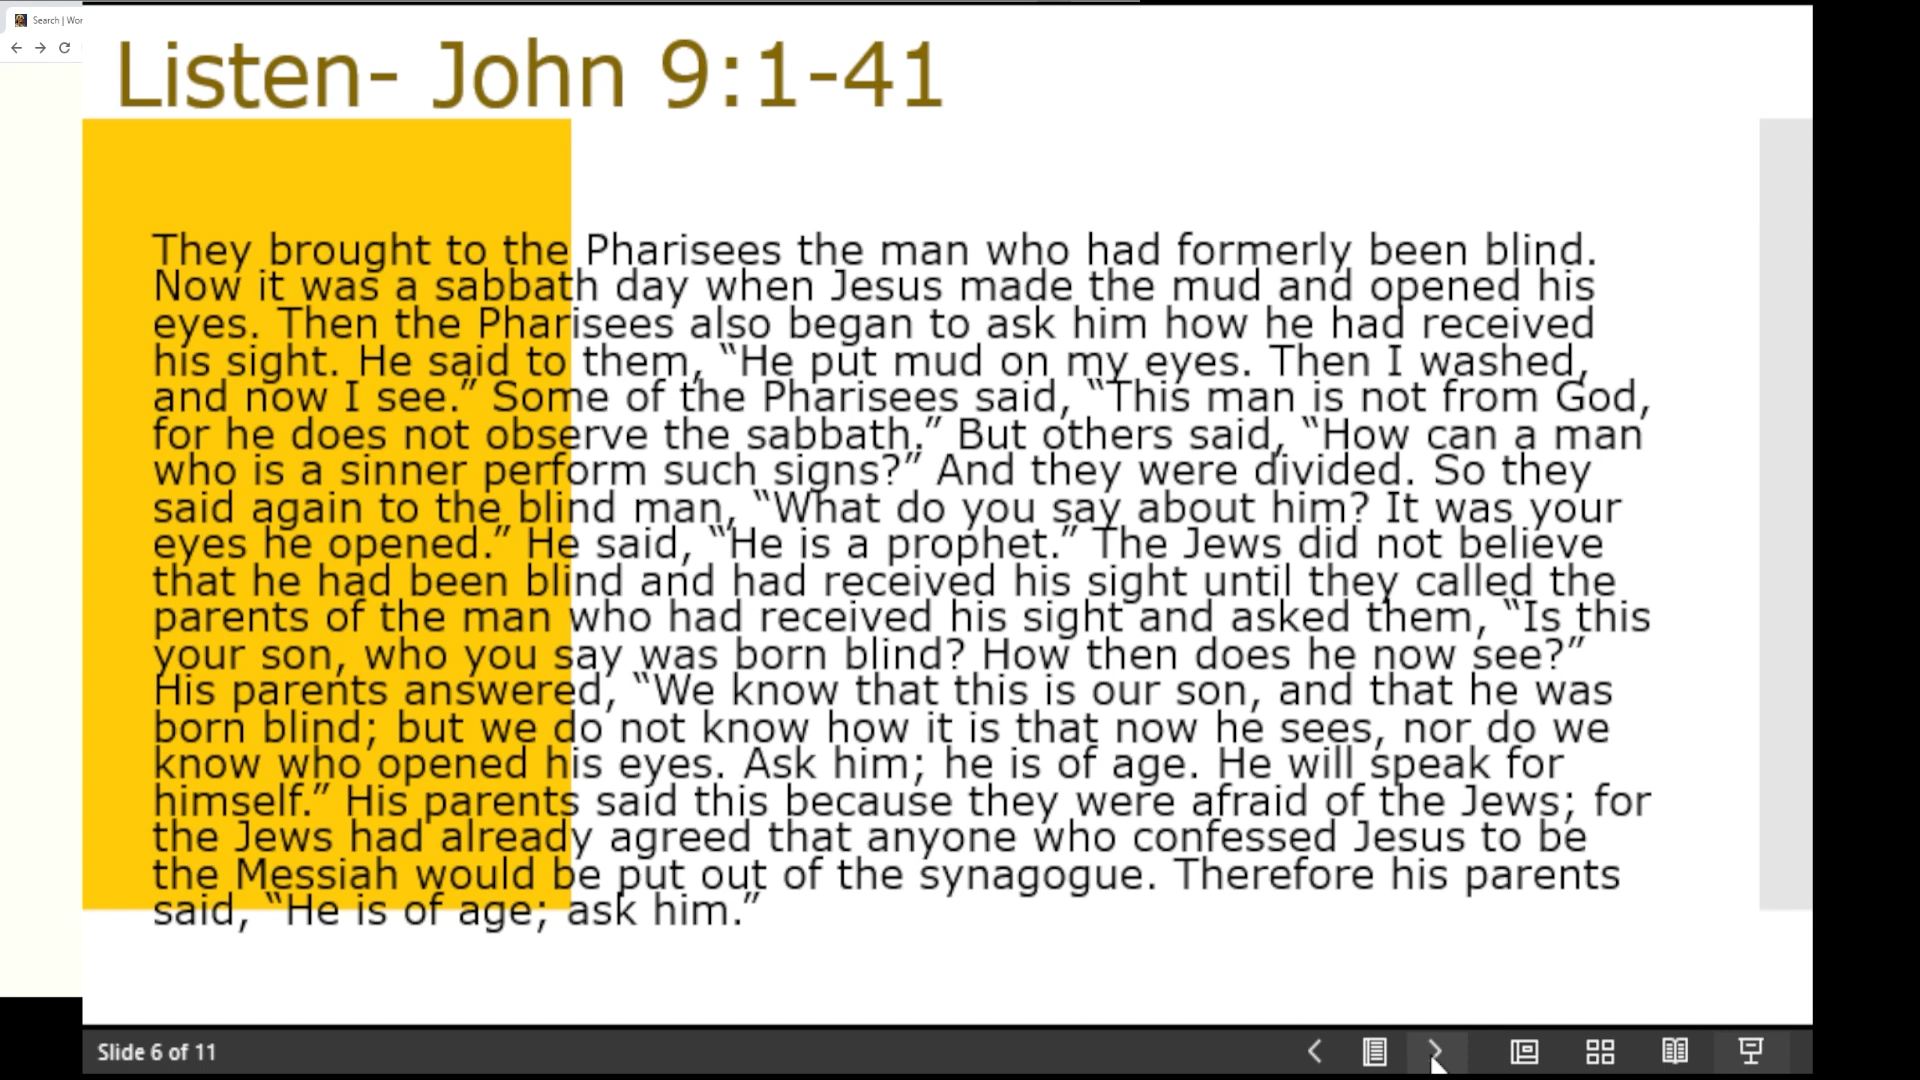 Search | Wor
Listen- John 9:1-41
They brought to the Pharisees the man who had formerly been blind.
Now it was a sabbath day when Jesus made the mud and opened his
eyes. Then the Pharisees also began to ask him how he had received
his sight. He said to them, “He put mud on my eyes. Then I washed,
and now I see.” Some of the Pharisees said, “This man is not from God,
for he does not observe the sabbath.” But others said, “How can a man
who is a sinner perform such signs?” And they were divided. So they
said again to the blind man, “What do you say about him? It was your
eyes he opened.” He said, “He is a prophet.” The Jews did not believe
that he had been blind and had received his sight until they called the
parents of the man who had received his sight and asked them, “Is this
your son, who you say was born blind? How then does he now see?”
His parents answered, “We know that this is our son, and that he was
born blind; but we do not know how it is that now he sees, nor do we
know who opened his eyes. Ask him; he is of age. He will speak for
himself.” His parents said this because they were afraid of the Jews; for
the Jews had already agreed that anyone who confessed Jesus to be
the Messiah would be put out of the synagogue. Therefore his parents
said, “He is of age; ask him.”
Slide 6 of 11